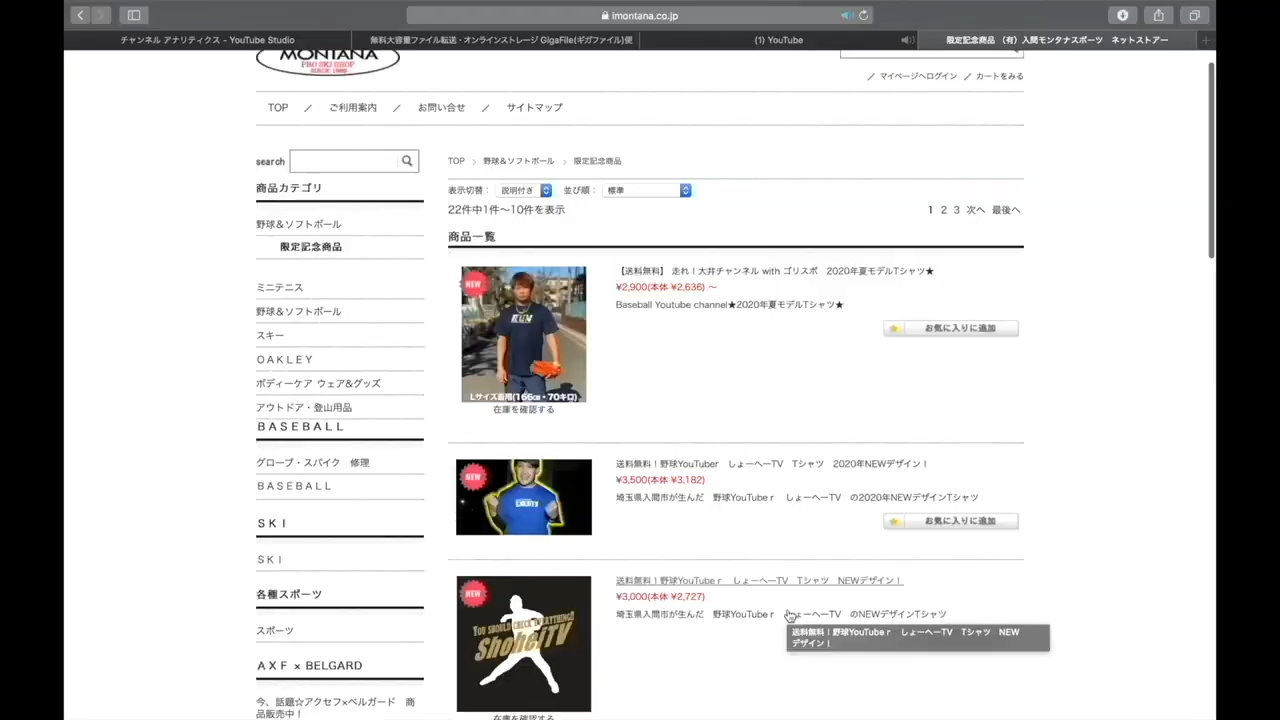 imontana.co.jp
チャンネル アナリティクス - YouTube Studio
無料大容量ファイル転送・オンラインストレージ GigaFile(ギガファイル)便
(1) YouTube
限定記念商品 （有）入間モンタナスポーツ ネットストアー
MONTANA
PRO SKI SHOP
／ マイページへログイン ／ カートをみる
TOP ／ ご利用案内 ／ お問い合せ ／ サイトマップ
search
商品カテゴリ
野球＆ソフトボール
限定記念商品
ミニテニス
野球＆ソフトボール
スキー
ＯＡＫＬＥＹ
ボディーケア ウェア&グッズ
アウトドア・登山用品
ＢＡＳＥＢＡＬＬ
グローブ・スパイク 修理
ＢＡＳＥＢＡＬＬ
ＳＫＩ
ＳＫＩ
各種スポーツ
スポーツ
ＡＸＦ × BELGARD
今、話題☆アクセフ×ベルガード 商
品販売中！
TOP > 野球＆ソフトボール > 限定記念商品
表示切替： 説明付き 並び順： 標準
22件中1件〜10件を表示
1 2 3 次へ 最後へ
商品一覧
NEW
RUN
Lサイズ着用(166㎝・70キロ)
在庫を確認する
【送料無料】 走れ！大井チャンネル with ゴリスポ 2020年夏モデルTシャツ★
¥2,900(本体 ¥2,636) 〜
Baseball Youtube channel★2020年夏モデルTシャツ★
お気に入りに追加
NEW
送料無料！野球YouTuber しょーへーTV Tシャツ 2020年NEWデザイン！
¥3,500(本体 ¥3,182)
埼玉県入間市が生んだ 野球YouTubeｒ しょーへーTV の2020年NEWデザインTシャツ
お気に入りに追加
NEW
YOU SHOULD CHECK EVERYTHING!!
ShoheiTV
在庫を確認する
送料無料！野球YouTubeｒ しょーへーTV Tシャツ NEWデザイン！
¥3,000(本体 ¥2,727)
埼玉県入間市が生んだ 野球YouTubeｒ しょーへーTV のNEWデザインTシャツ
送料無料！野球YouTubeｒ しょーへーTV Tシャツ NEW
デザイン！